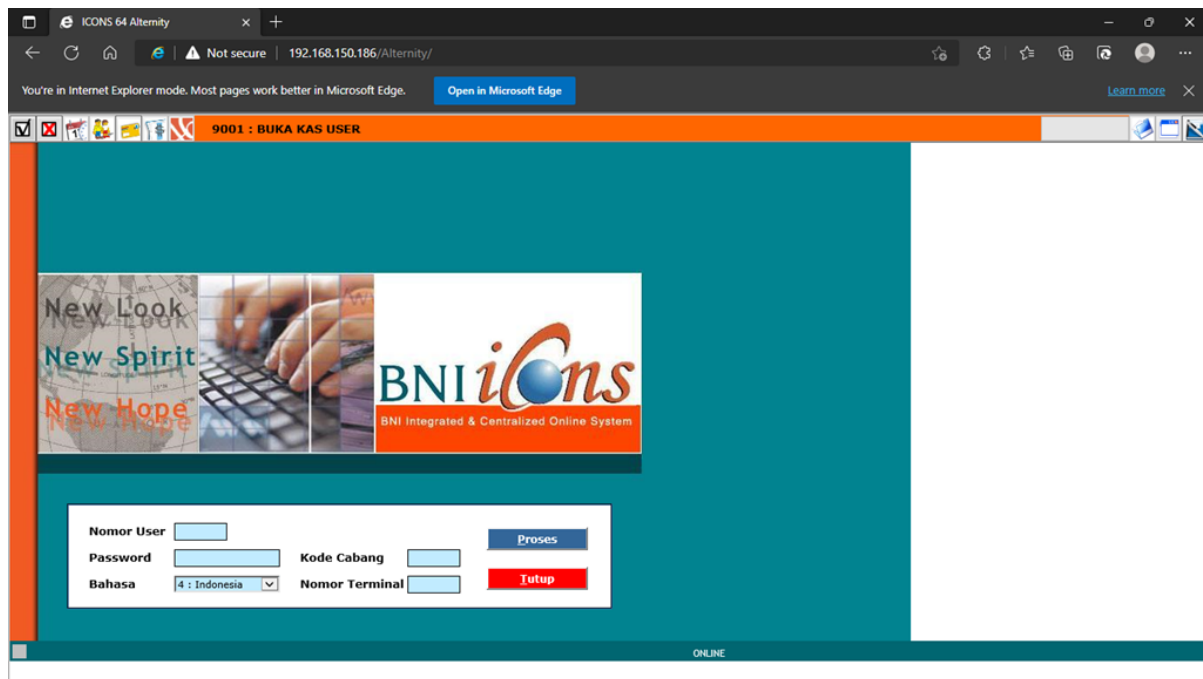 ICONS 64 Alternity
Not secure | 192.168.150.186/Alternity/
You're in Internet Explorer mode. Most pages work better in Microsoft Edge.
Open in Microsoft Edge
Learn more
9001 : BUKA KAS USER
New Look
New Spirit
New Hope
BNI icons
BNI Integrated & Centralized Online System
Nomor User
Proses
Password
Kode Cabang
Bahasa
4 : Indonesia
Nomor Terminal
Tutup
ONLINE